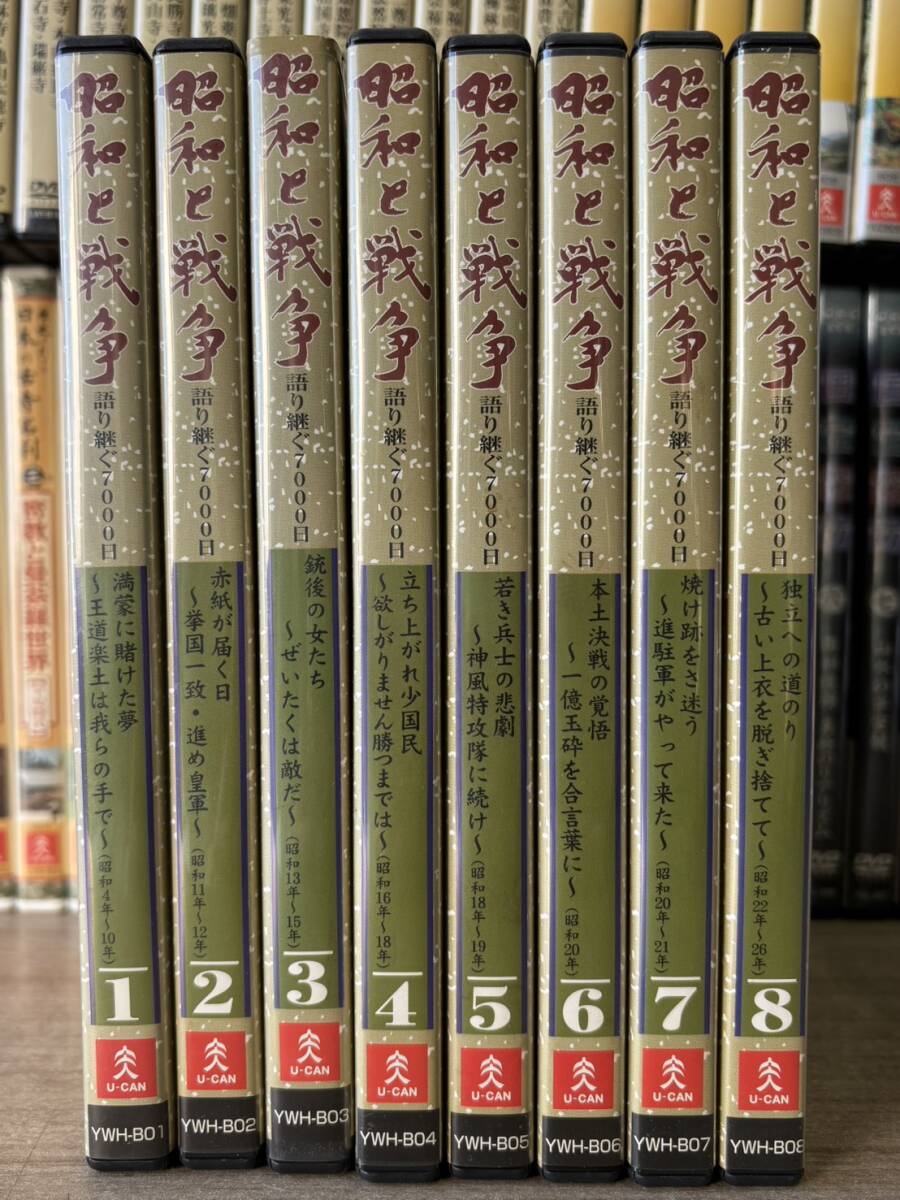 昭和と戦争
語り継ぐ7000日
満蒙に賭けた夢
～王道楽土は我らの手で～(昭和4年～10年)
1
U-CAN
YWH-B01
昭和と戦争
語り継ぐ7000日
赤紙が届く日
～挙国一致・進め皇軍～(昭和11年～12年)
2
U-CAN
YWH-B02
昭和と戦争
語り継ぐ7000日
銃後の女たち
～ぜいたくは敵だ～(昭和13年～15年)
3
U-CAN
YWH-B03
昭和と戦争
語り継ぐ7000日
立ち上がれ少国民
～欲しがりません勝つまでは～(昭和16年～18年)
4
U-CAN
YWH-B04
昭和と戦争
語り継ぐ7000日
若き兵士の悲劇
～神風特攻隊に続け～(昭和18年～19年)
5
U-CAN
YWH-B05
昭和と戦争
語り継ぐ7000日
本土決戦の覚悟
～一億玉砕を合言葉に～(昭和20年)
6
U-CAN
YWH-B06
昭和と戦争
語り継ぐ7000日
焼け跡をさ迷う
～進駐軍がやって来た～(昭和20年～21年)
7
U-CAN
YWH-B07
昭和と戦争
語り継ぐ7000日
独立への道のり
～古い上衣を脱ぎ捨てて～(昭和22年～26年)
8
U-CAN
YWH-B08
U-CAN